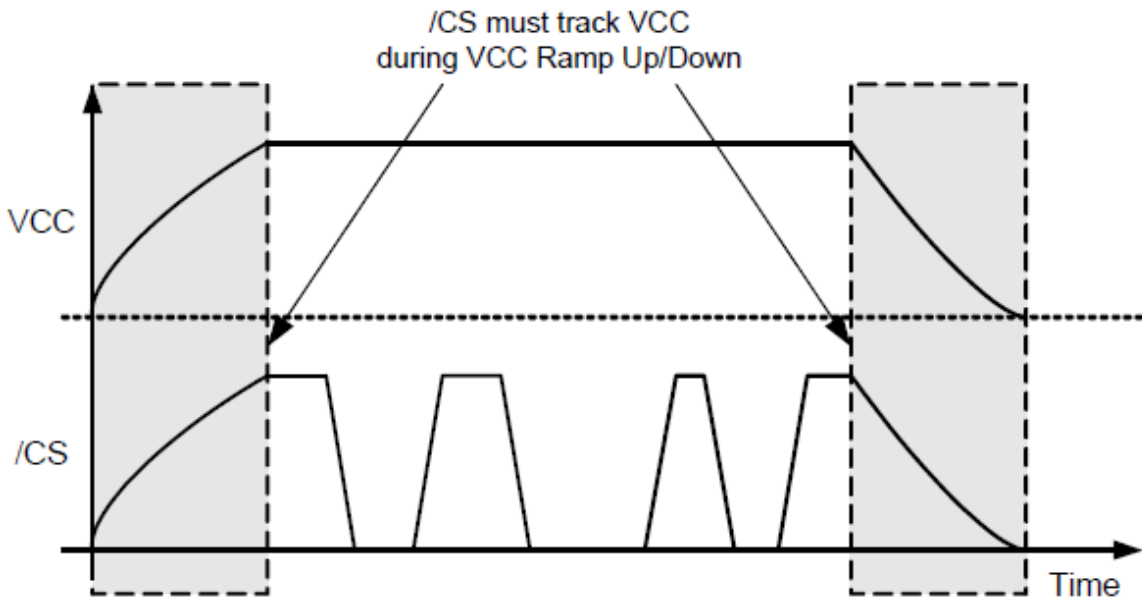 /CS must track VCC
during VCC Ramp Up/Down
VCC
/CS
Time